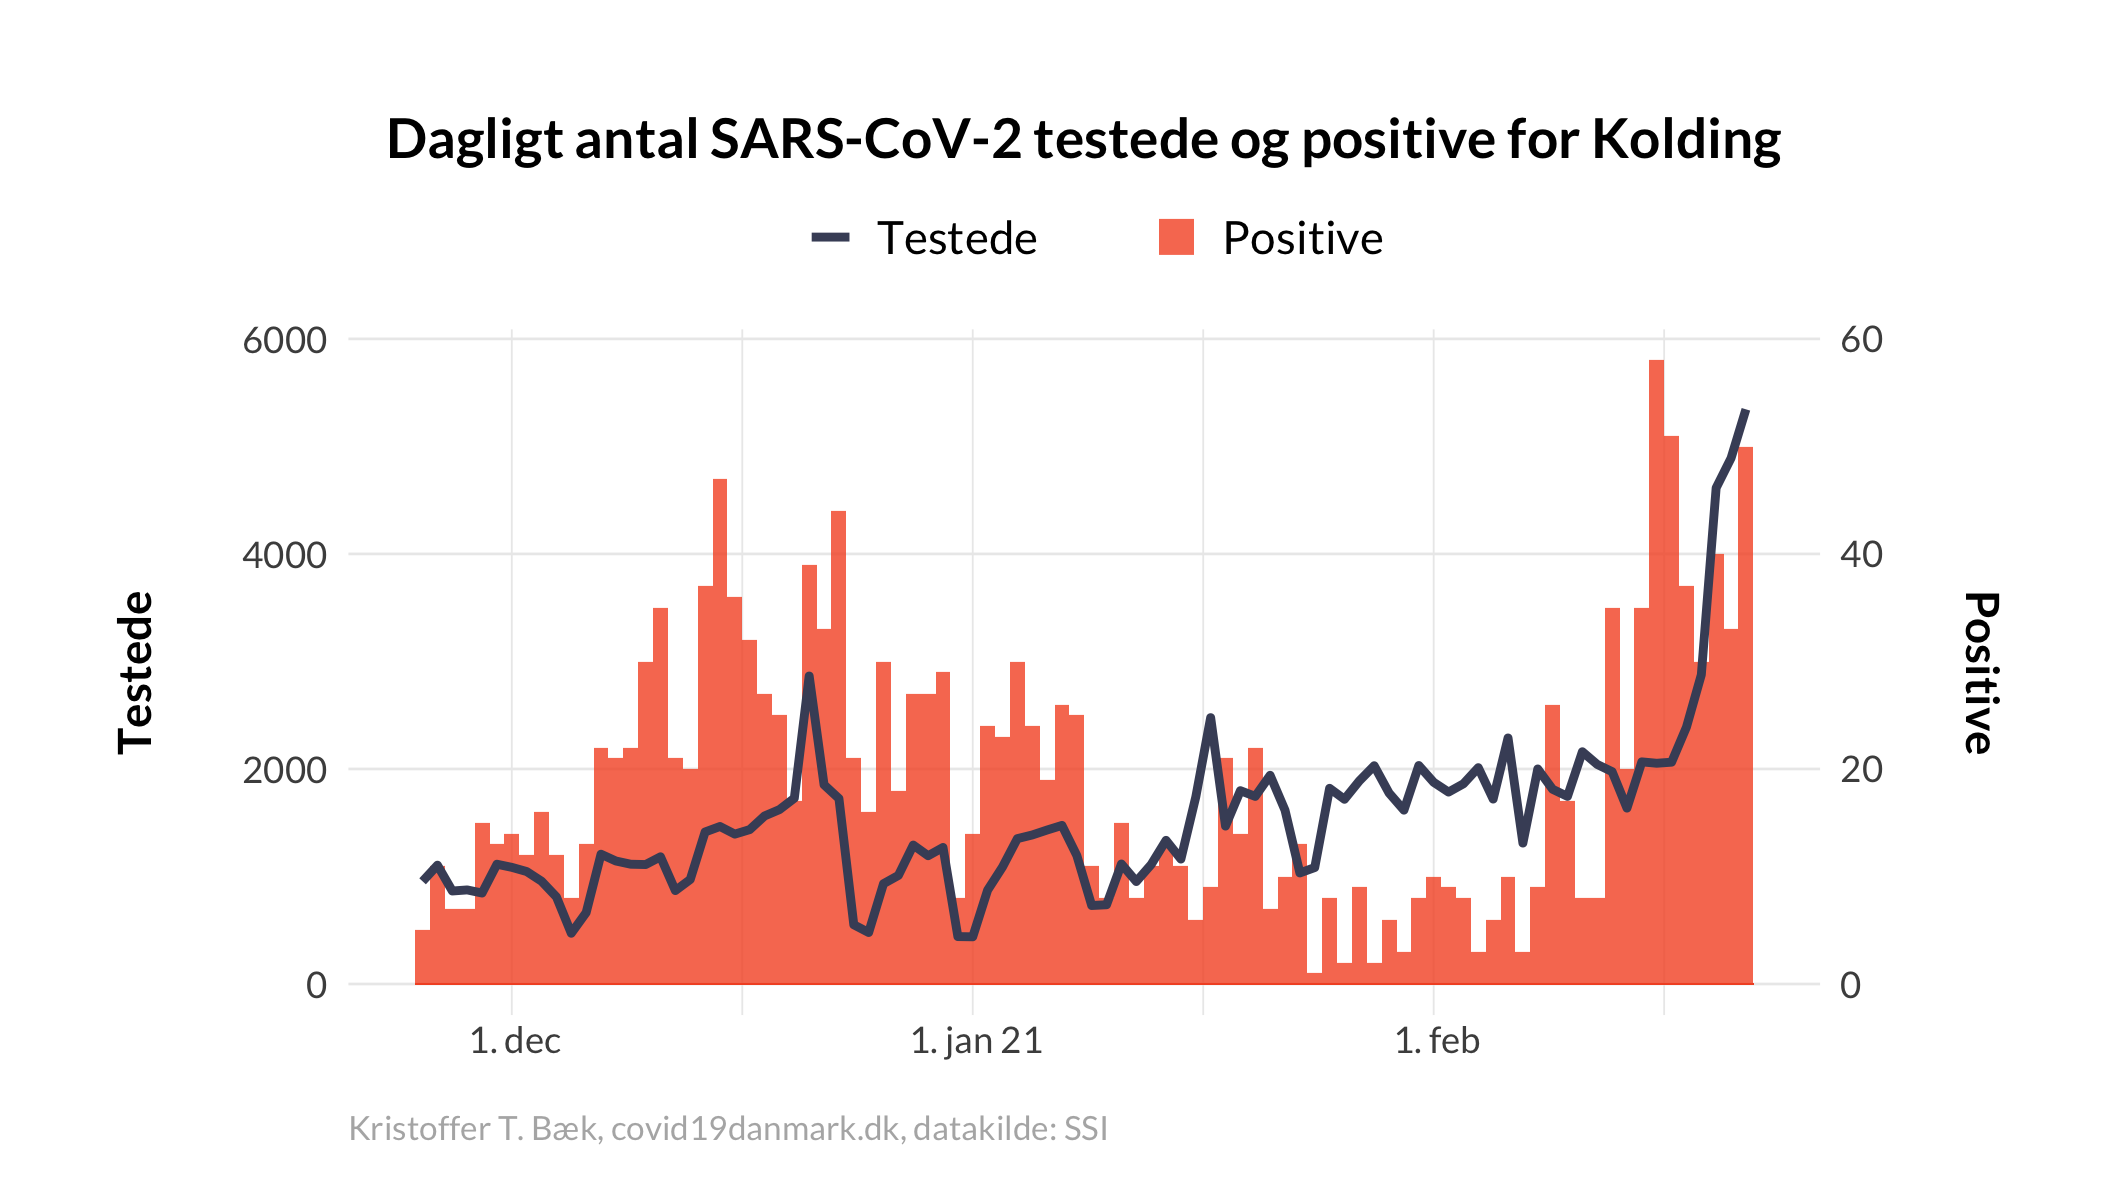 Dagligt antal SARS-CoV-2 testede og positive for Kolding
Testede
Positive
6000
4000
2000
0
Testede
60
40
20
0
Positive
1. dec
1. jan 21
1. feb
Kristoffer T. Bæk, covid19danmark.dk, datakilde: SSI